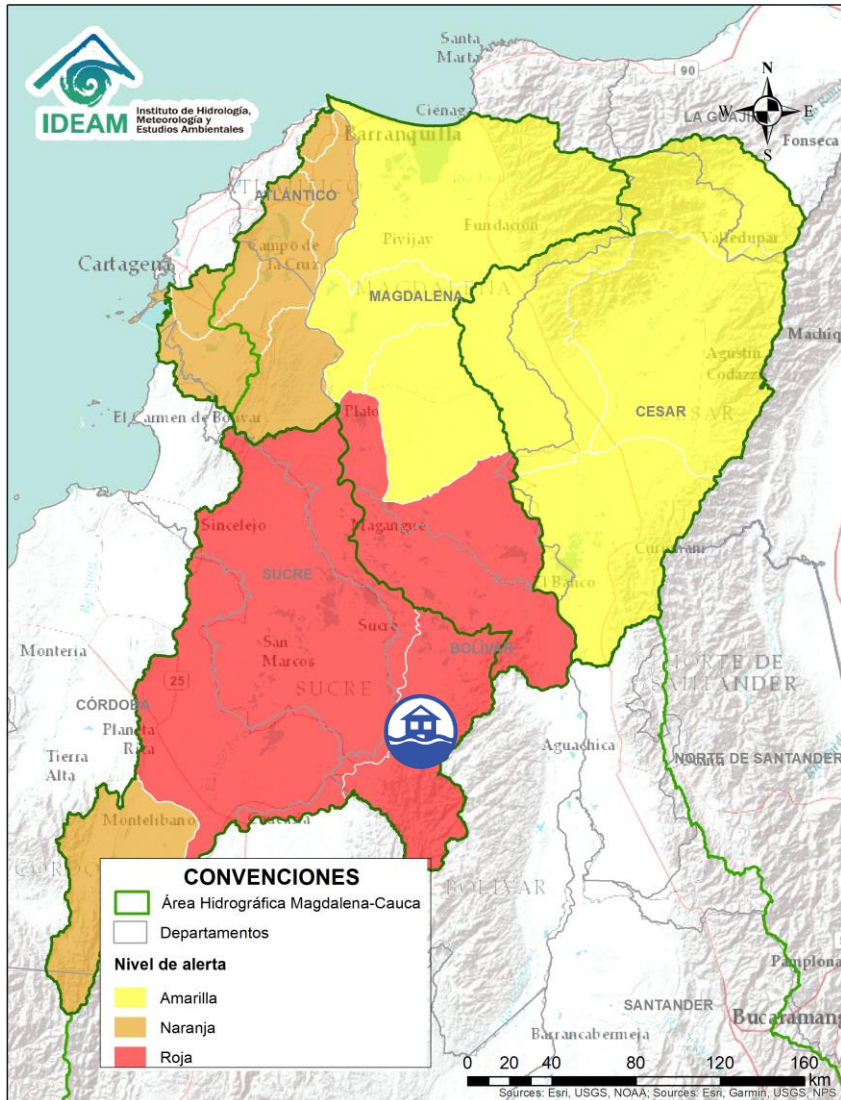 IDEAM
Instituto de Hidrología,
Meteorología y
Estudios Ambientales
Santa
Marta
90
N
W
E
S
Ciénaga
LA GUAJIRA
Fonseca
Barranquilla
ATLÁNTICO
Valledupar
Fundación
Pivijay
Campo de
la Cruz
Cartagena
MAGDALENA
MAGDALENA
Machiq
Agustín
Codazzi
CESAR
Plato
El Carmen de Bolívar
Sincelejo
Magangué
Curumaní
El Banco
SUCRE
Sucre
Montería
San
Marcos
BOLÍVAR
NORTE DE
SANTANDER
SUCRE
25
CÓRDOBA
Planeta
Rica
Tierra
Alta
Aguachica
NORTE DE SANTANDER
Montelíbano
Caucasia
BOLÍVAR
CONVENCIONES
Área Hidrográfica Magdalena-Cauca
Departamentos
Nivel de alerta
Amarilla
Naranja
Roja
Pamplona
SANTANDER
Bucaramang
Barrancabermeja
0 20 40 80 120 160
Km
Sources: Esri, USGS, NOAA; Sources: Esri, Garmin, USGS, NPS